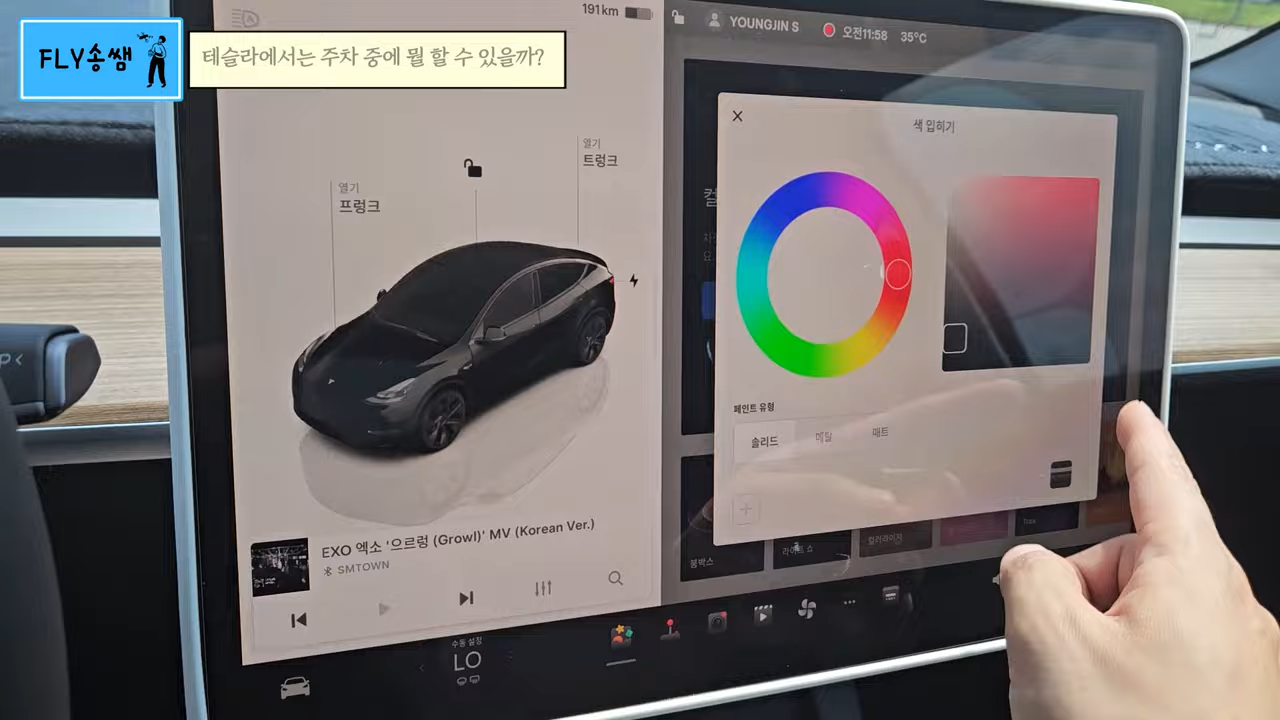 FLY송쌤
테슬라에서는 주차 중에 뭘 할 수 있을까?
191km
YOUNGJIN S
오전11:58
35°C
색 입히기
열기
트렁크
열기
프렁크
페인트 유형
솔리드
메탈
매트
EXO 엑소 '으르렁 (Growl)' MV (Korean Ver.)
SMTOWN
붐박스
라이트 쇼
컬러라이저
수동 설정
LO
P